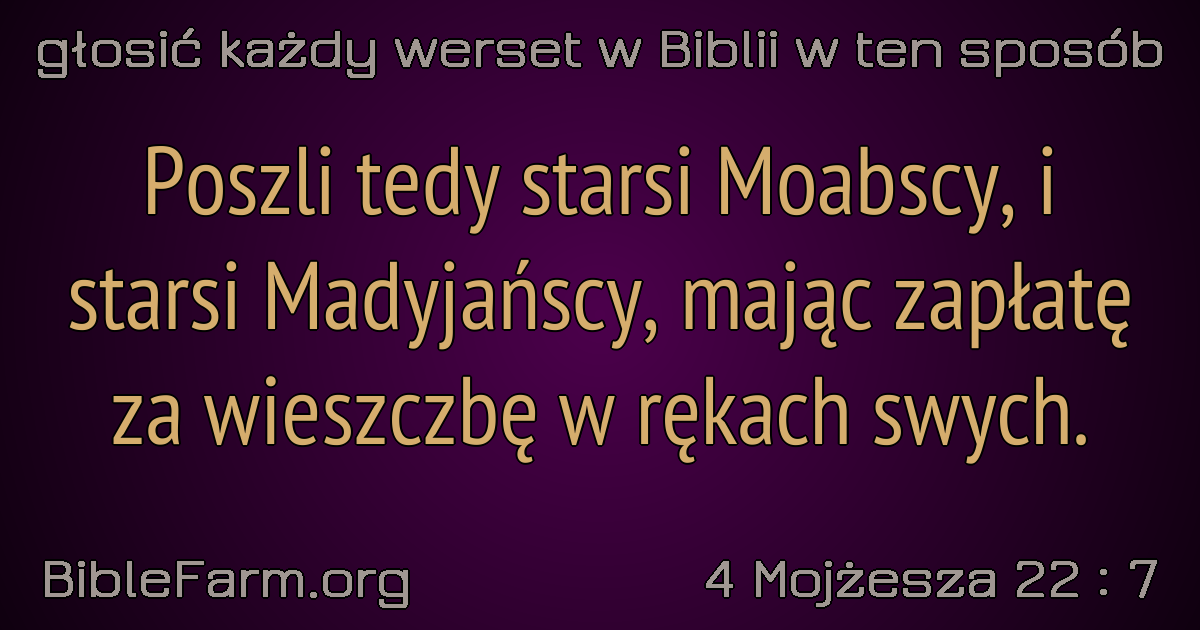 głosić każdy werset w Biblii w ten sposób
Poszli tedy starsi Moabscy, i
starsi Madyjańscy, mając zapłatę
za wieszczbę w rękach swych.
BibleFarm.org
4 Mojżesza 22 : 7